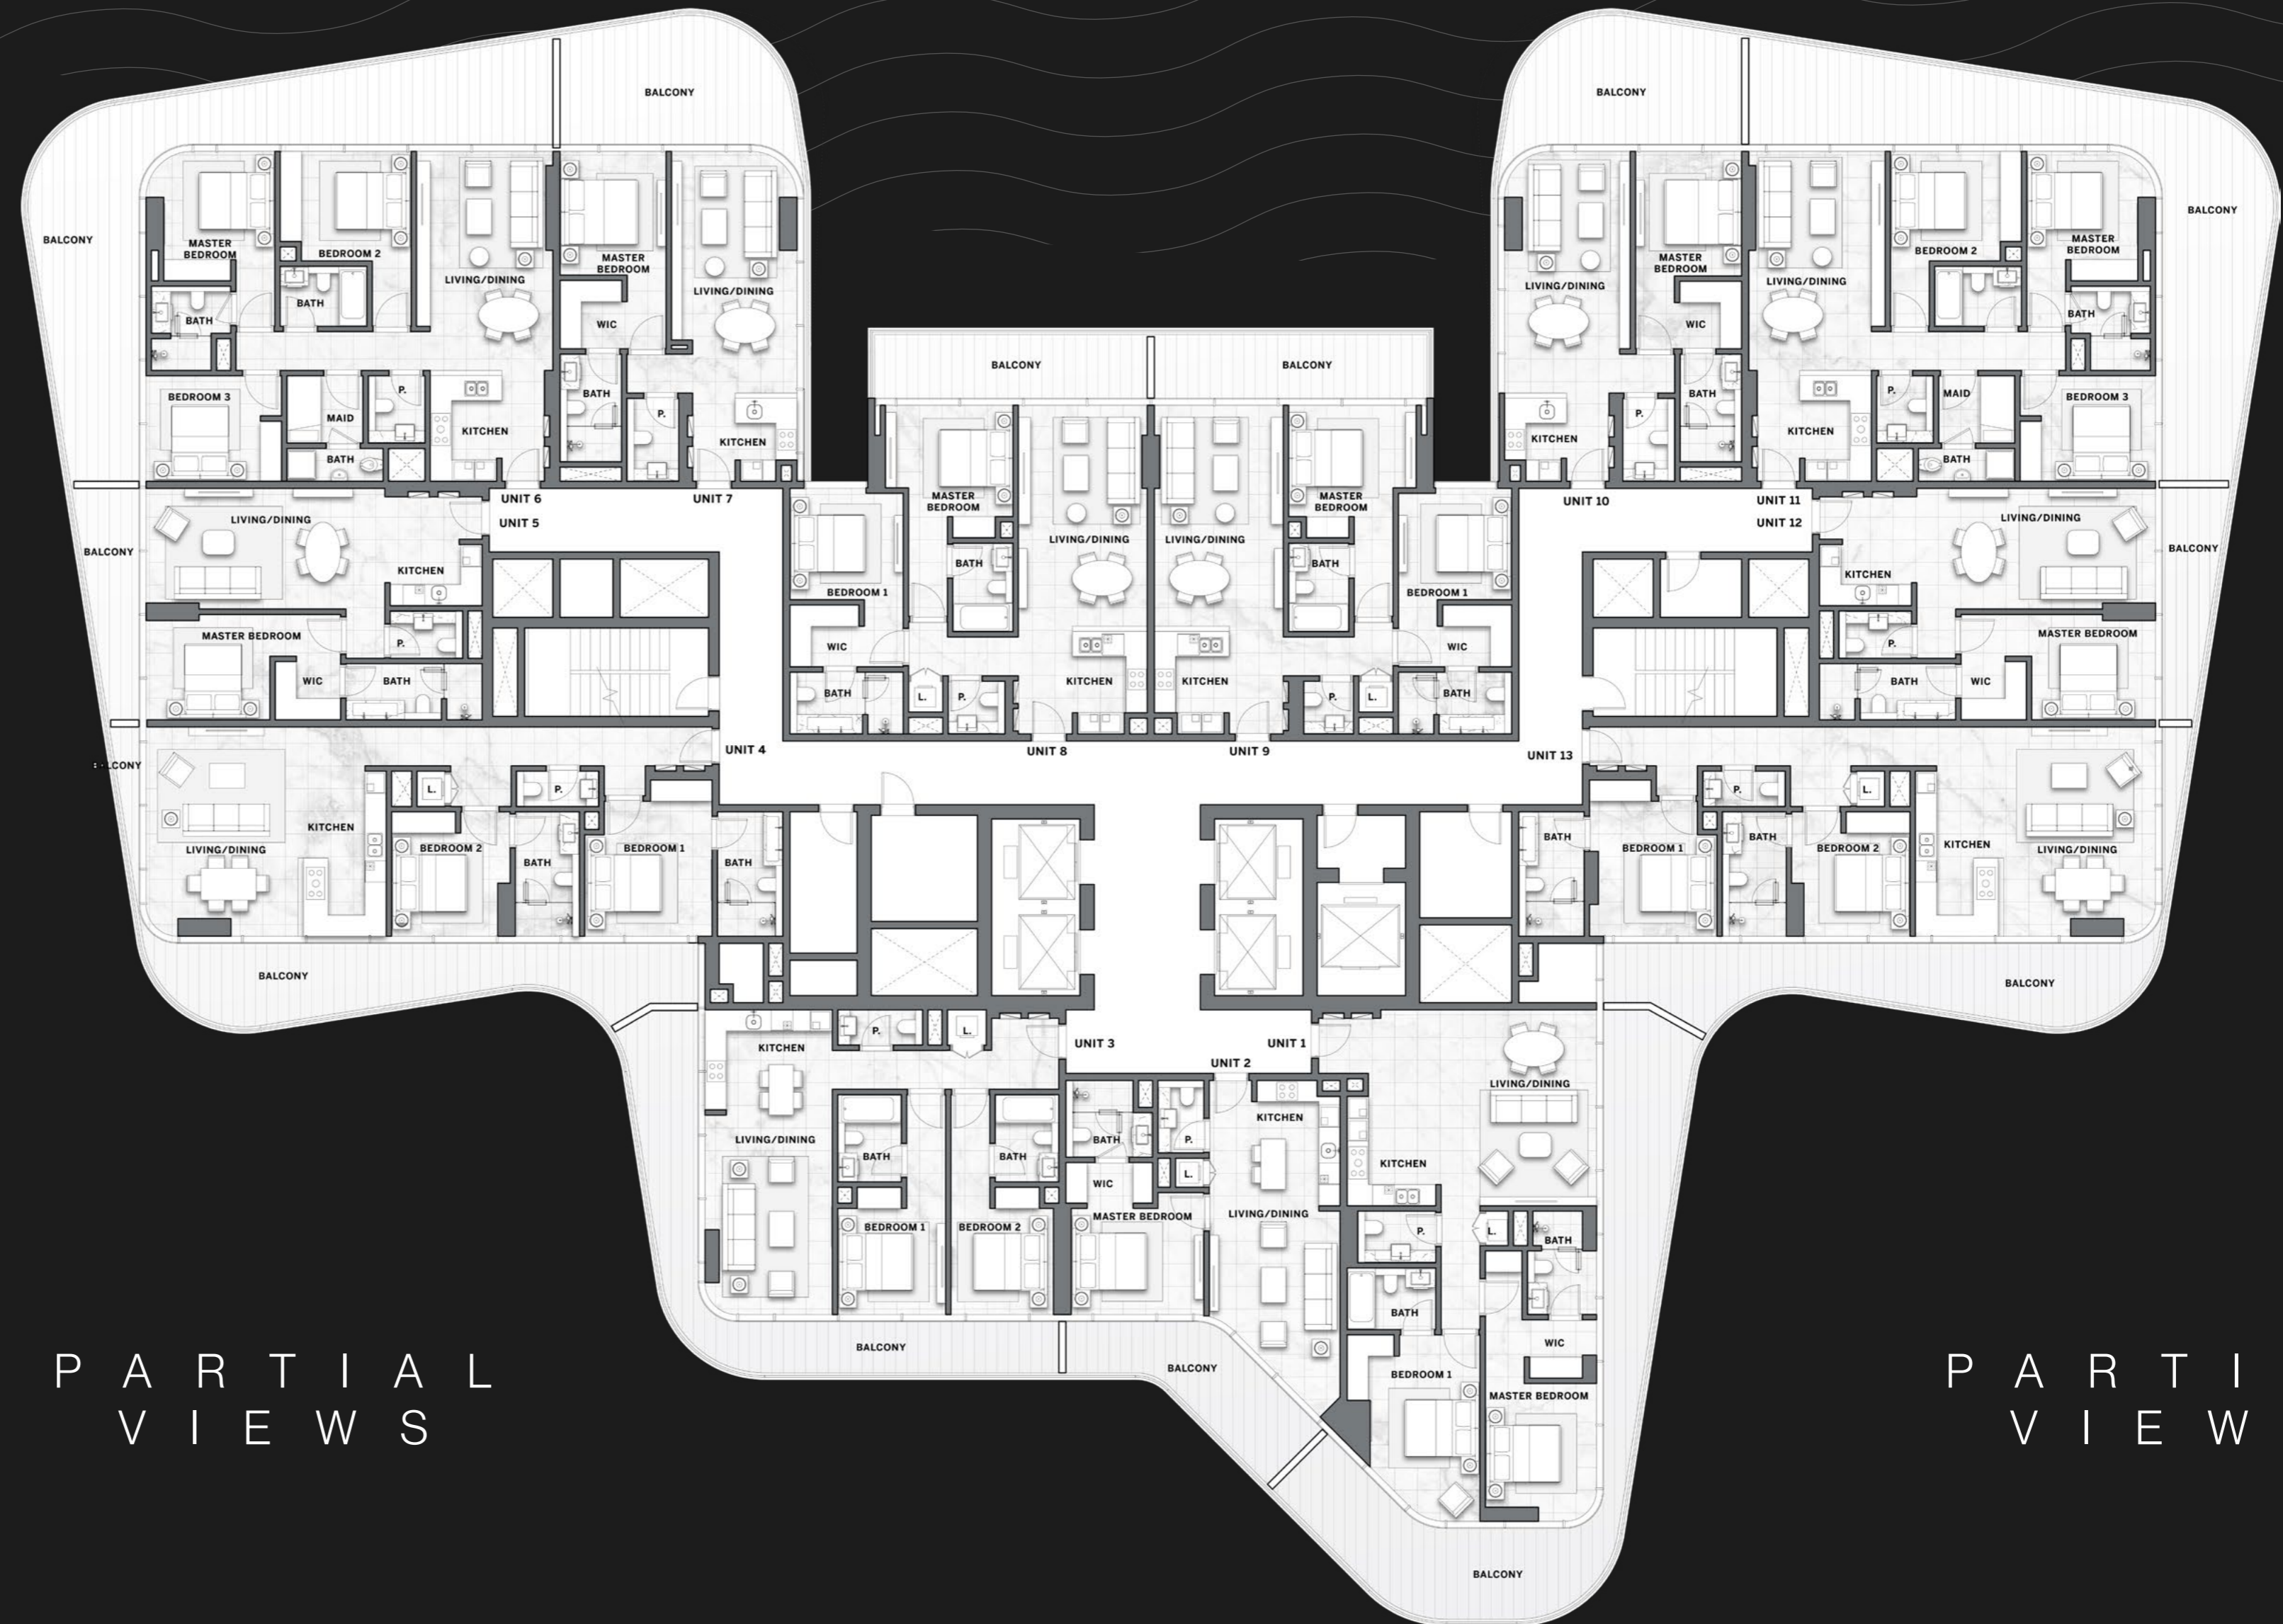 BALCONY
BALCONY
BALCONY
BALCONY
MASTER
BEDROOM
BEDROOM 2
LIVING/DINING
MASTER
BEDROOM
LIVING/DINING
BATH
BATH
WIC
BEDROOM 3
MAID
P.
KITCHEN
BATH
BATH
P.
KITCHEN
LIVING/DINING
MASTER
BEDROOM
LIVING/DINING
BEDROOM 2
MASTER
BEDROOM
WIC
BATH
KITCHEN
P.
BATH
KITCHEN
P.
MAID
BEDROOM 3
BATH
BALCONY
BALCONY
UNIT 6
UNIT 7
UNIT 5
UNIT 10
UNIT 11
UNIT 12
LIVING/DINING
BALCONY
KITCHEN
MASTER BEDROOM
P.
WIC
BATH
MASTER
BEDROOM
LIVING/DINING
BATH
BEDROOM 1
WIC
BATH
L.
P.
KITCHEN
LIVING/DINING
MASTER
BEDROOM
BATH
BEDROOM 1
WIC
KITCHEN
P.
L.
BATH
LIVING/DINING
BALCONY
KITCHEN
MASTER BEDROOM
P.
BATH
WIC
UNIT 4
UNIT 8
UNIT 9
UNIT 13
BALCONY
L.
P.
KITCHEN
LIVING/DINING
BEDROOM 2
BATH
BEDROOM 1
BATH
BATH
BEDROOM 1
P.
BATH
L.
BEDROOM 2
KITCHEN
LIVING/DINING
BALCONY
BALCONY
UNIT 3
UNIT 1
UNIT 2
KITCHEN
P.
L.
LIVING/DINING
BATH
BATH
BEDROOM 1
BEDROOM 2
BATH
P.
WIC
L.
MASTER BEDROOM
KITCHEN
LIVING/DINING
LIVING/DINING
KITCHEN
P.
L.
BATH
BATH
WIC
BEDROOM 1
MASTER BEDROOM
BALCONY
BALCONY
BALCONY
PARTIAL
VIEWS
PARTI
VIEW